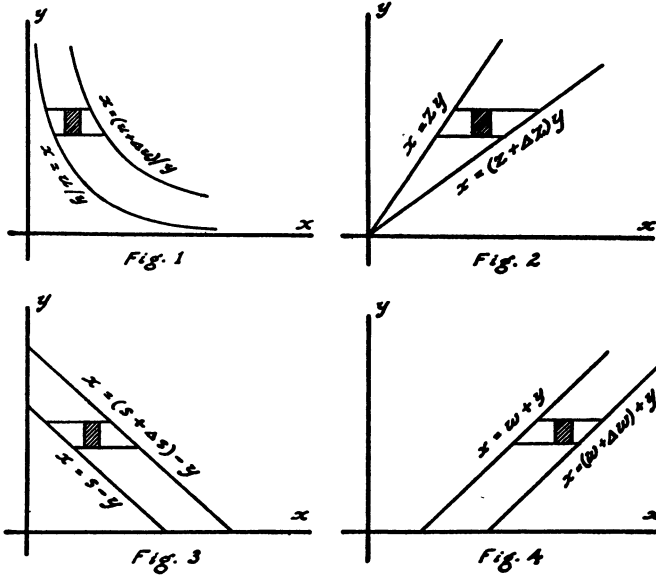 y
x = (u+Δu)/y
x = u/y
x
Fig. 1
y
x = zy
x = (z + Δz)y
x
Fig. 2
y
x = (s + Δs) - y
x = s - y
x
Fig. 3
y
x = w + y
x = (w + Δw) + y
x
Fig. 4